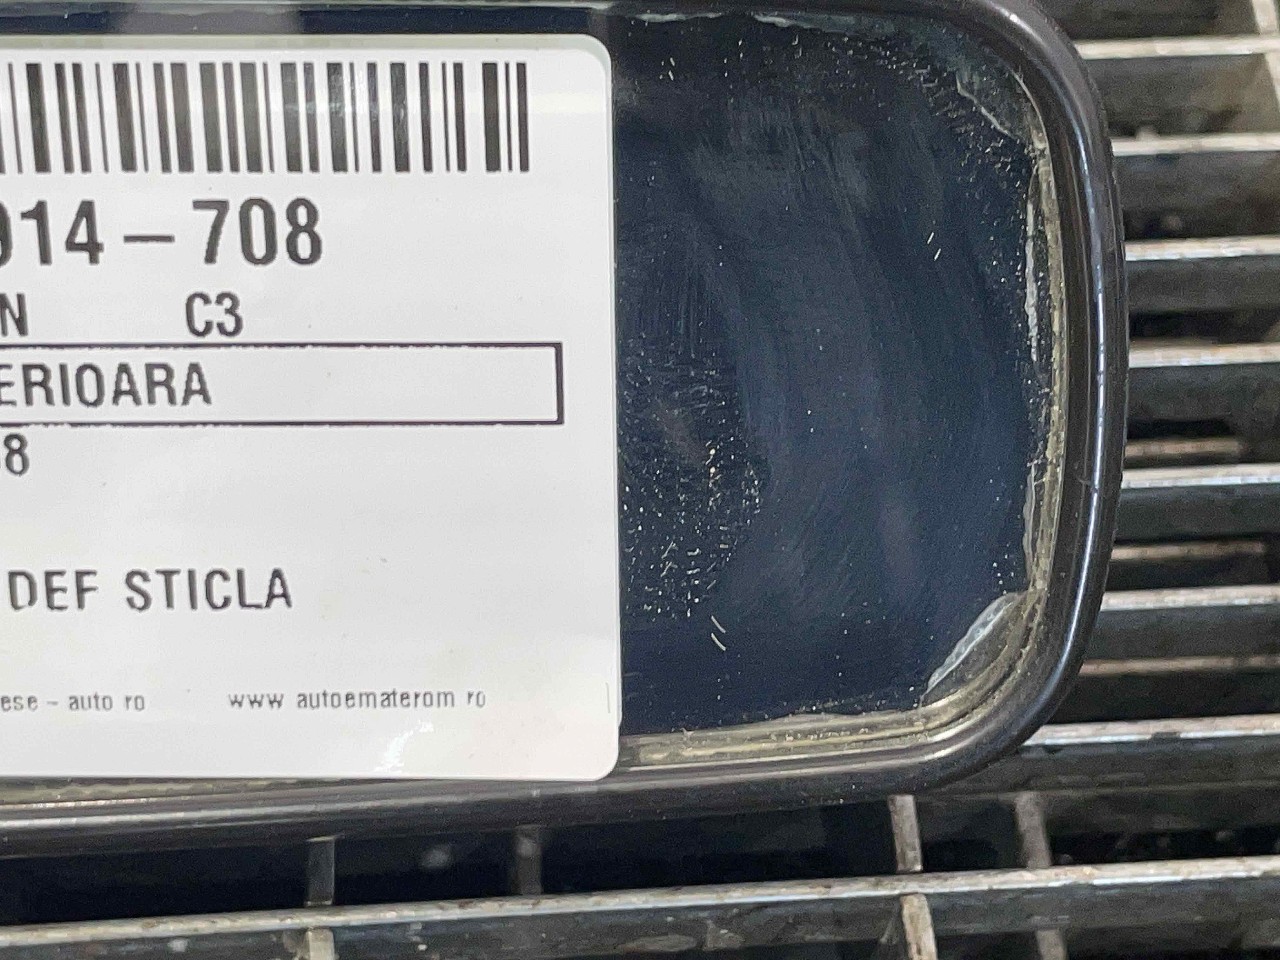 014-708
N C3
ERIOARA
8
DEF STICLA
ese - auto ro www autoematerom ro